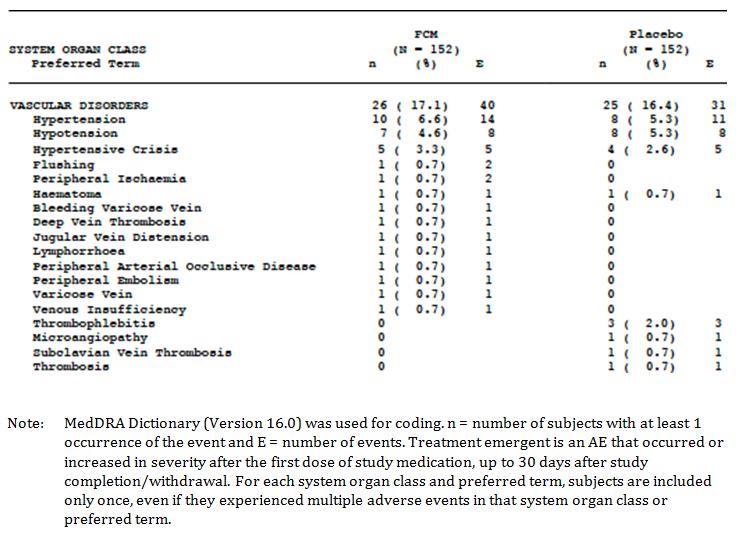 FCM Placebo
SYSTEM ORGAN CLASS (N = 152) (N = 152)
Preferred Term n (%) E n (%) E
VASCULAR DISORDERS 26 ( 17.1) 40 25 ( 16.4) 31
Hypertension 10 ( 6.6) 14 8 ( 5.3) 11
Hypotension 7 ( 4.6) 8 8 ( 5.3) 8
Hypertensive Crisis 5 ( 3.3) 5 4 ( 2.6) 5
Flushing 1 ( 0.7) 2 0
Peripheral Ischaemia 1 ( 0.7) 2 0
Haematoma 1 ( 0.7) 1 1 ( 0.7) 1
Bleeding Varicose Vein 1 ( 0.7) 1 0
Deep Vein Thrombosis 1 ( 0.7) 1 0
Jugular Vein Distension 1 ( 0.7) 1 0
Lymphorrhoea 1 ( 0.7) 1 0
Peripheral Arterial Occlusive Disease 1 ( 0.7) 1 0
Peripheral Embolism 1 ( 0.7) 1 0
Varicose Vein 1 ( 0.7) 1 0
Venous Insufficiency 1 ( 0.7) 1 0
Thrombophlebitis 0 3 ( 2.0) 3
Microangiopathy 0 1 ( 0.7) 1
Subclavian Vein Thrombosis 0 1 ( 0.7) 1
Thrombosis 0 1 ( 0.7) 1
Note: MedDRA Dictionary (Version 16.0) was used for coding. n = number of subjects with at least 1
occurrence of the event and E = number of events. Treatment emergent is an AE that occurred or
increased in severity after the first dose of study medication, up to 30 days after study
completion/withdrawal. For each system organ class and preferred term, subjects are included
only once, even if they experienced multiple adverse events in that system organ class or
preferred term.